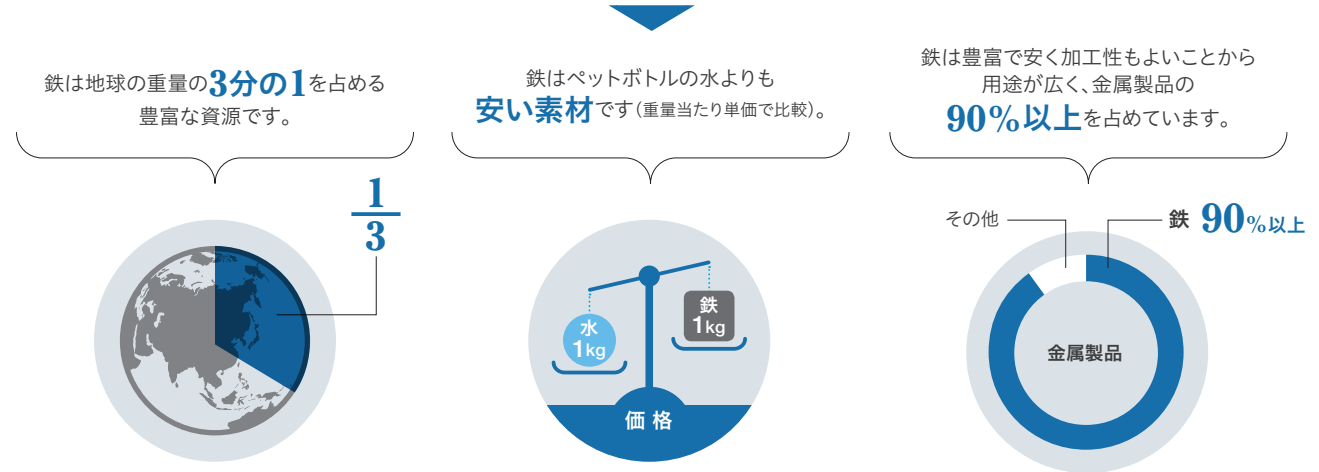 鉄は地球の重量の3分の1を占める
豊富な資源です。
1
3
鉄はペットボトルの水よりも
安い素材です(重量当たり単価で比較)。
水
1kg
鉄
1kg
価格
鉄は豊富で安く加工性もよいことから
用途が広く、金属製品の
90%以上を占めています。
その他
鉄 90%以上
金属製品